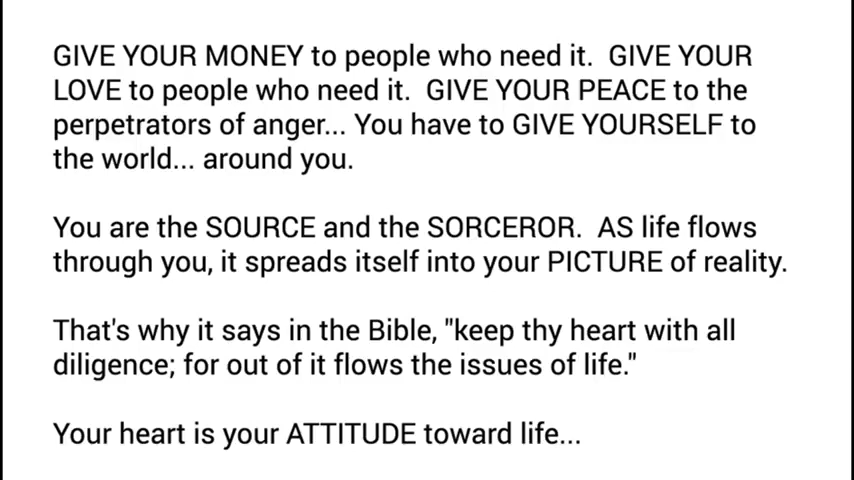 GIVE YOUR MONEY to people who need it.  GIVE YOUR
LOVE to people who need it.  GIVE YOUR PEACE to the
perpetrators of anger... You have to GIVE YOURSELF to
the world... around you.
You are the SOURCE and the SORCEROR.  AS life flows
through you, it spreads itself into your PICTURE of reality.
That's why it says in the Bible, "keep thy heart with all
diligence; for out of it flows the issues of life."
Your heart is your ATTITUDE toward life...